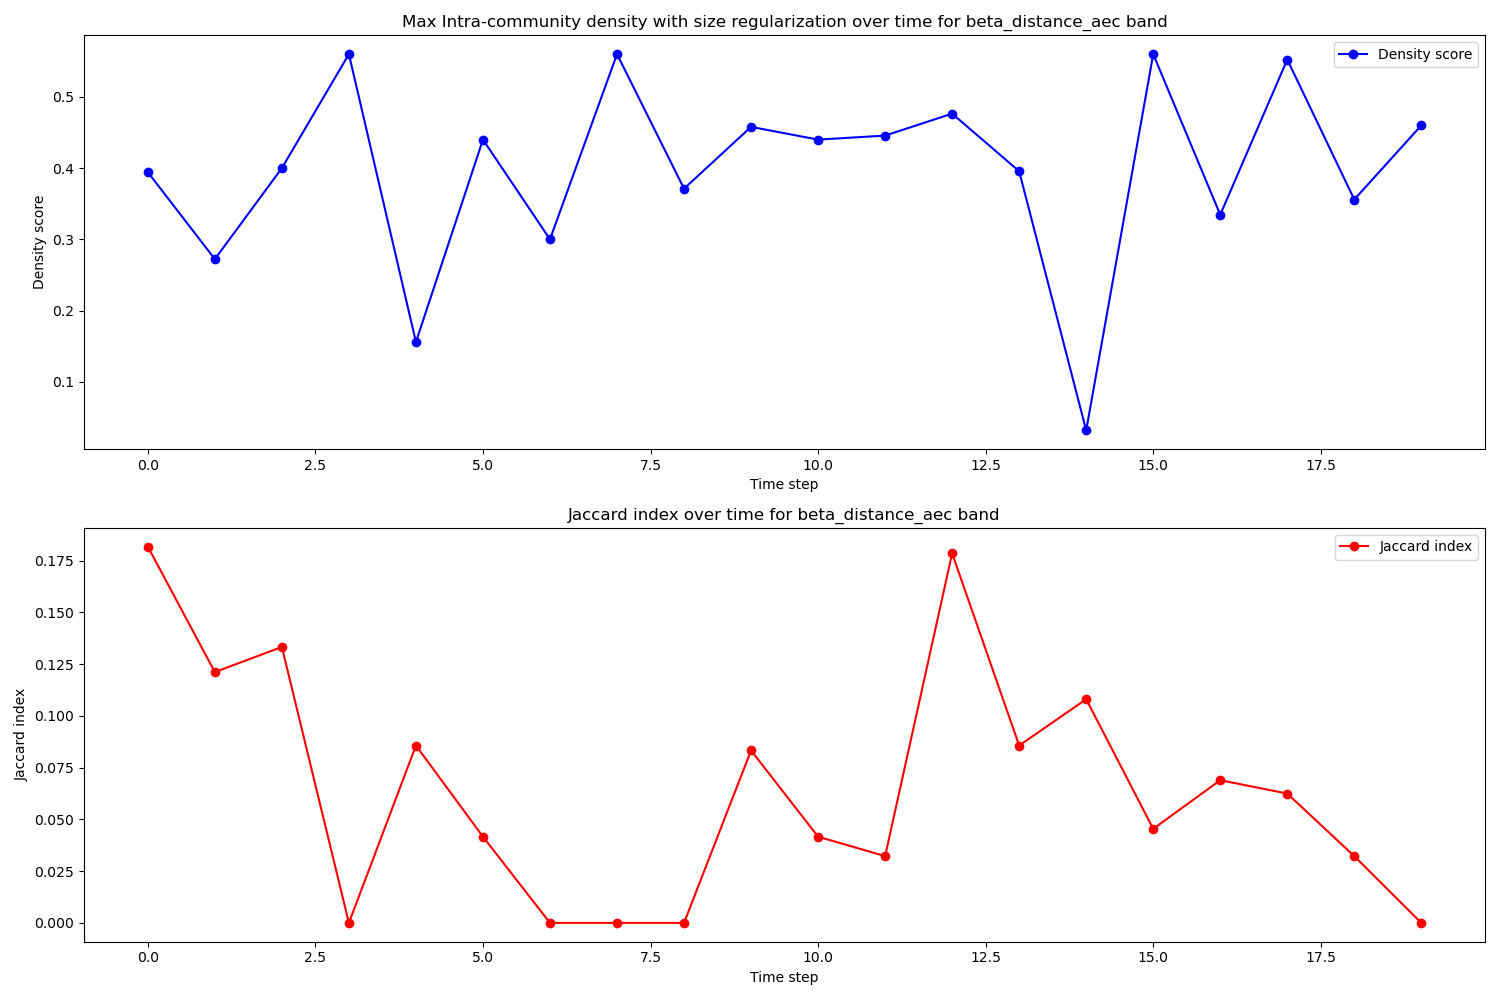 Max Intra-community density with size regularization over time for beta_distance_aec band
Density score
Density score
0.5
0.4
0.3
0.2
0.1
0.0 2.5 5.0 7.5 10.0 12.5 15.0 17.5
Time step
Jaccard index over time for beta_distance_aec band
Jaccard index
Jaccard index
0.175
0.150
0.125
0.100
0.075
0.050
0.025
0.000
0.0 2.5 5.0 7.5 10.0 12.5 15.0 17.5
Time step